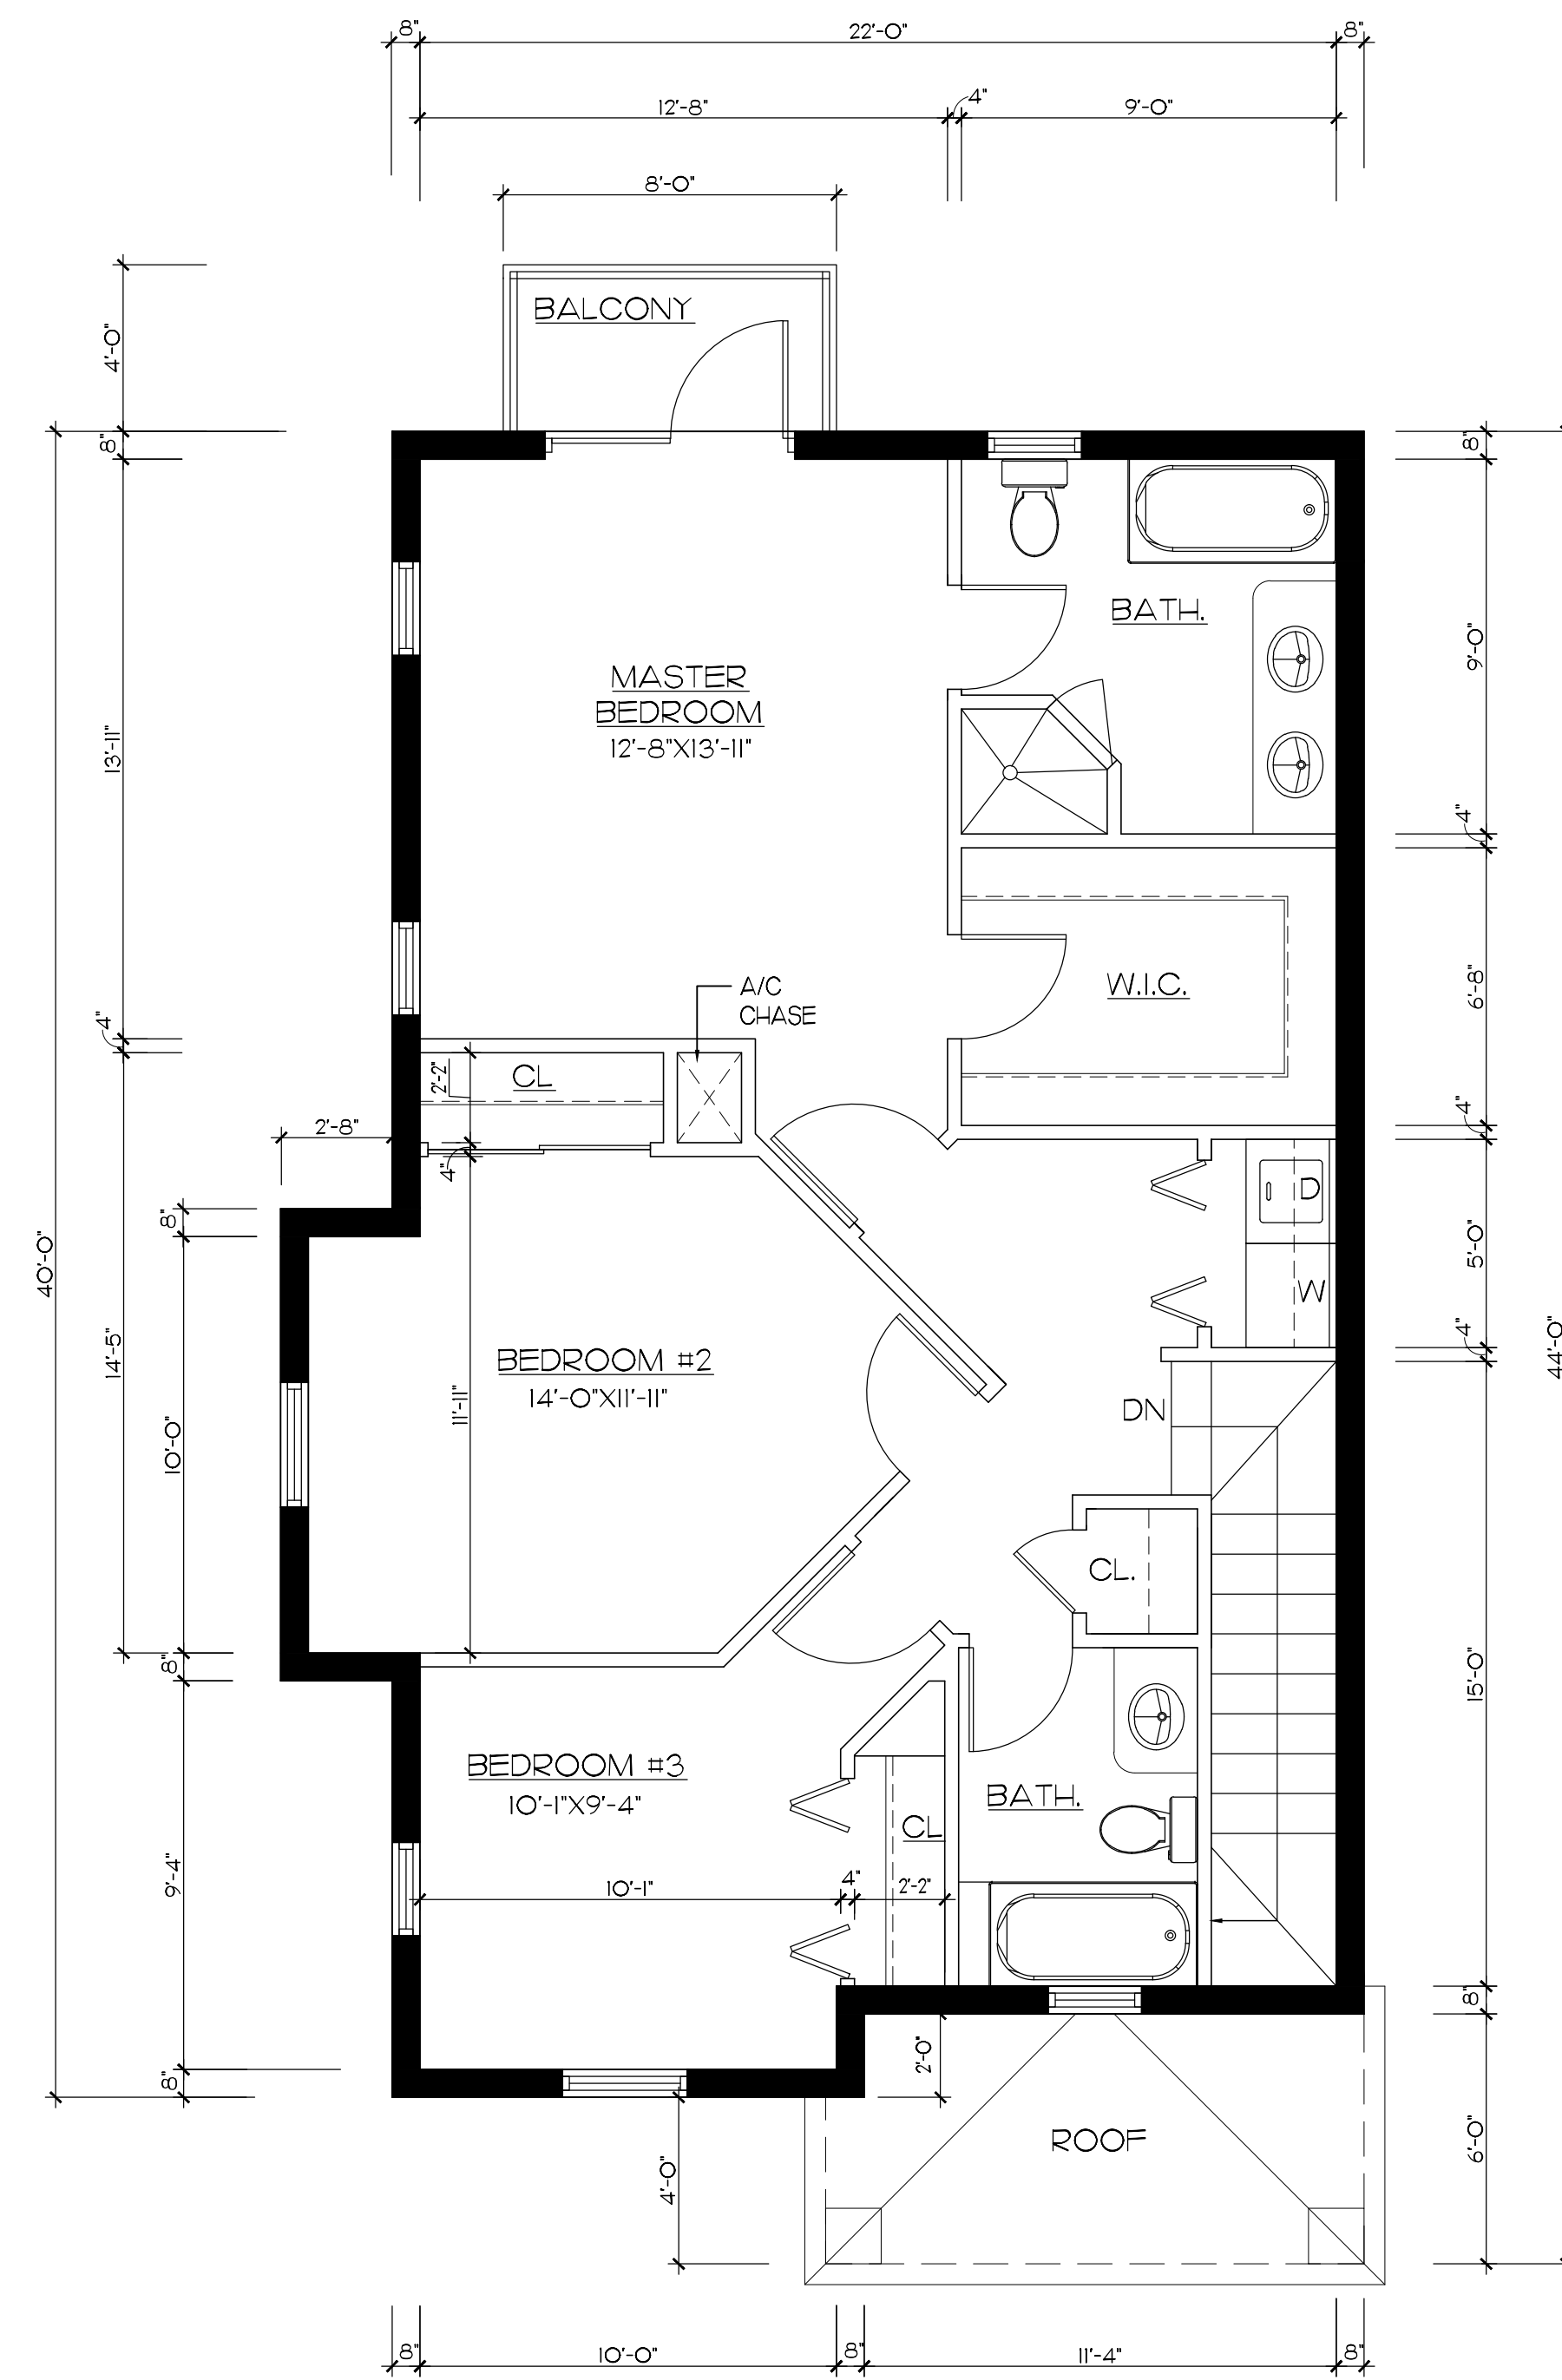 8"
22'-0"
8"
12'-8"
4"
9'-0"
8'-0"
BALCONY
4'-0"
8"
8"
BATH.
9'-0"
MASTER
BEDROOM
12'-8"X13'-11"
13'-11"
4"
A/C
CHASE
W.I.C.
6'-8"
4"
2'-2"
CL
4"
2'-8"
4"
8"
D
5'-0"
W
40'-0"
4"
14'-5"
BEDROOM #2
14'-0"X11'-11"
11'-11"
10'-0"
DN
44'-0"
CL.
8"
15'-0"
BEDROOM #3
10'-1"X9'-4"
BATH.
CL
9'-4"
10'-1"
4"
2'-2"
8"
2'-0"
8"
ROOF
4'-0"
6'-0"
8"
10'-0"
8"
11'-4"
8"